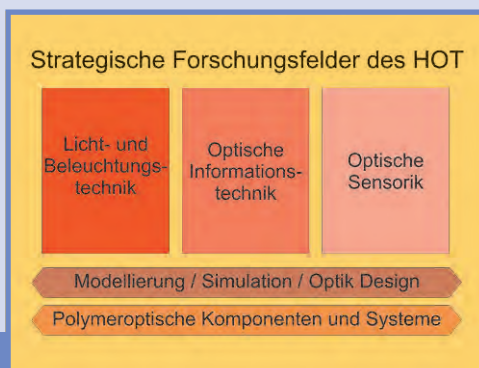 Strategische Forschungsfelder des HOT
Licht- und
Beleuchtungs-
technik
Optische
Informations-
technik
Optische
Sensorik
Modellierung / Simulation / Optik Design
Polymeroptische Komponenten und Systeme